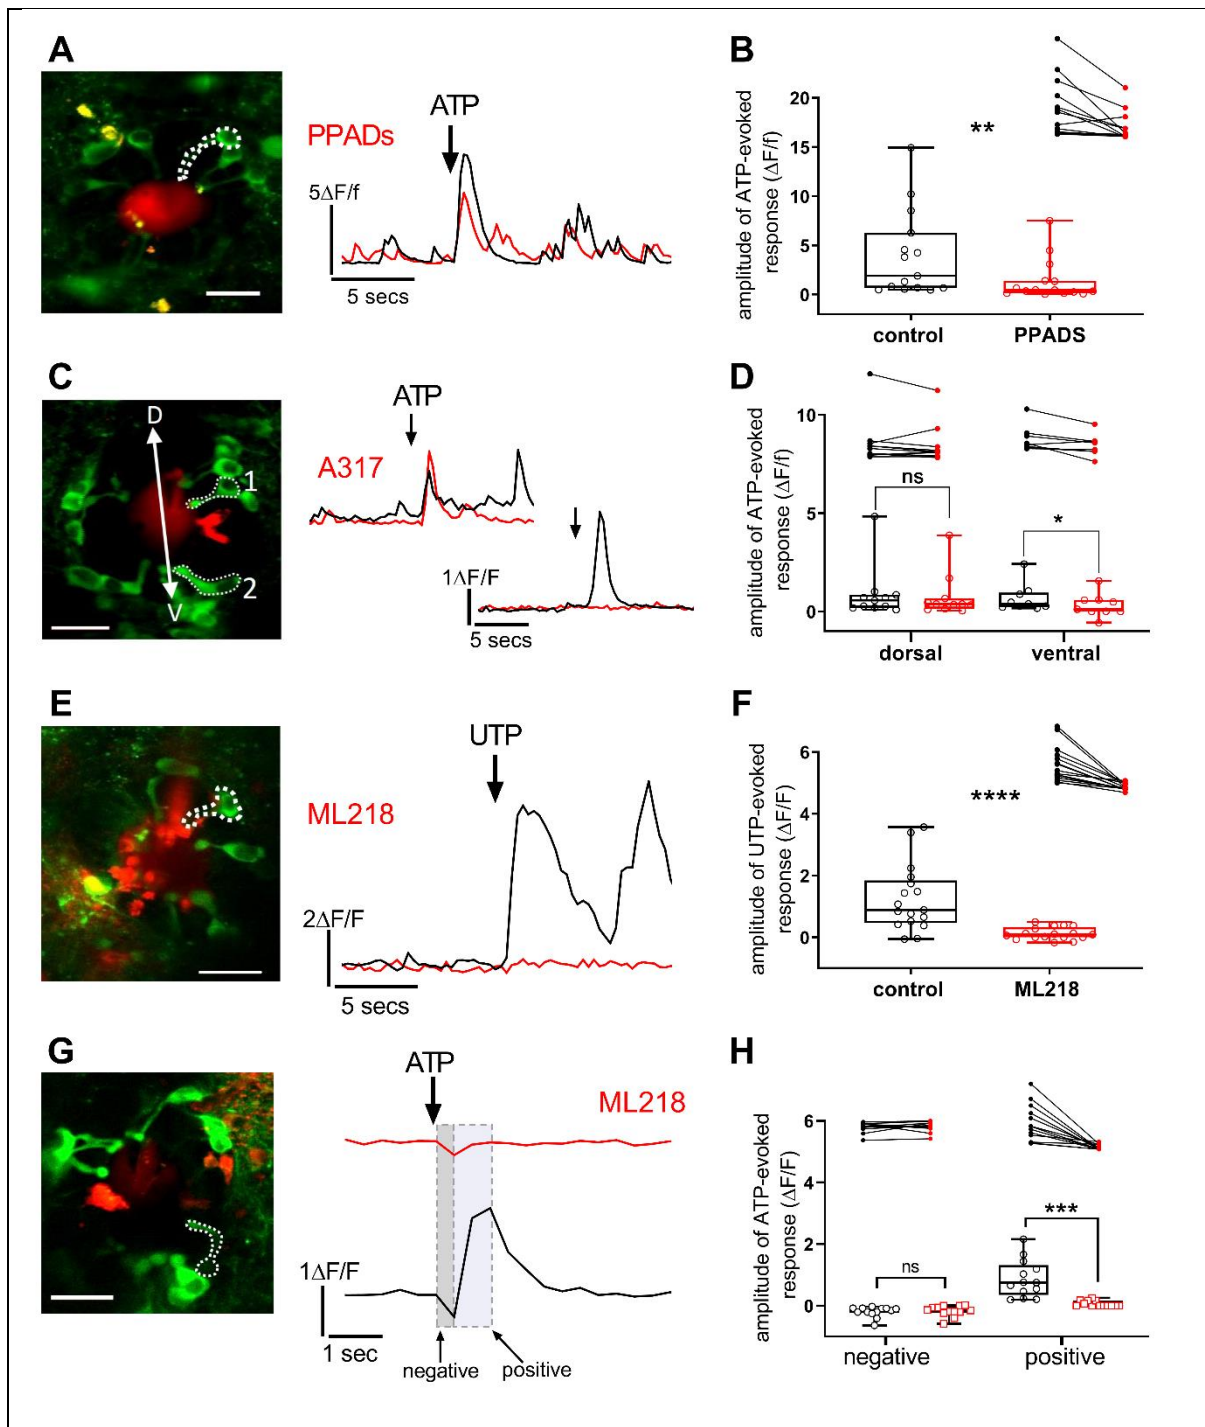 A
PPADs
ATP
5ΔF/f
5 secs
B
amplitude of ATP-evoked
response (ΔF/f)
20
15
10
5
0
**
control
PPADS
C
D
V
1
2
ATP
A317
1ΔF/F
5 secs
D
amplitude of ATP-evoked
response (ΔF/f)
10
5
0
ns
*
dorsal
ventral
E
UTP
ML218
2ΔF/F
5 secs
F
amplitude of UTP-evoked
response (ΔF/F)
6
4
2
0
****
control
ML218
G
ATP
ML218
1ΔF/F
1 sec
negative
positive
H
amplitude of ATP-evoked
response (ΔF/F)
6
4
2
0
ns
***
negative
positive